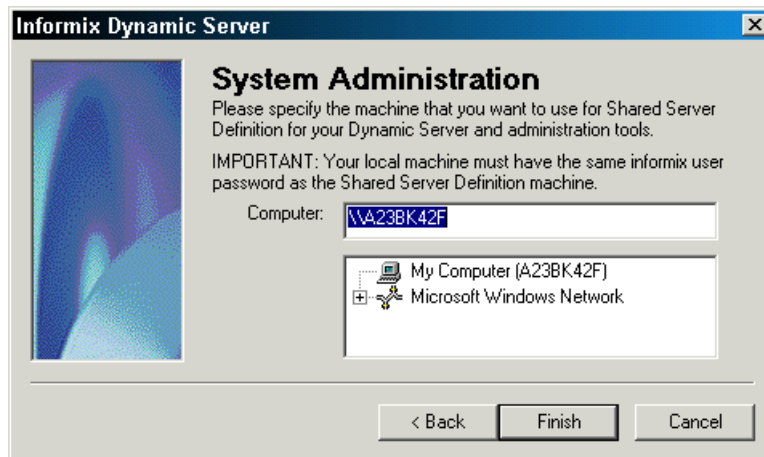 Informix Dynamic Server
System Administration
Please specify the machine that you want to use for Shared Server
Definition for your Dynamic Server and administration tools.
IMPORTANT: Your local machine must have the same informix user
password as the Shared Server Definition machine.
Computer: \\A23BK42F
My Computer (A23BK42F)
Microsoft Windows Network
< Back Finish Cancel